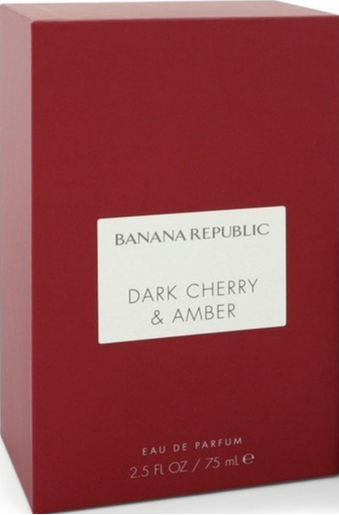 BANANA REPUBLIC
DARK CHERRY
& AMBER
EAU DE PARFUM
2.5 FL OZ / 75 mL ℮